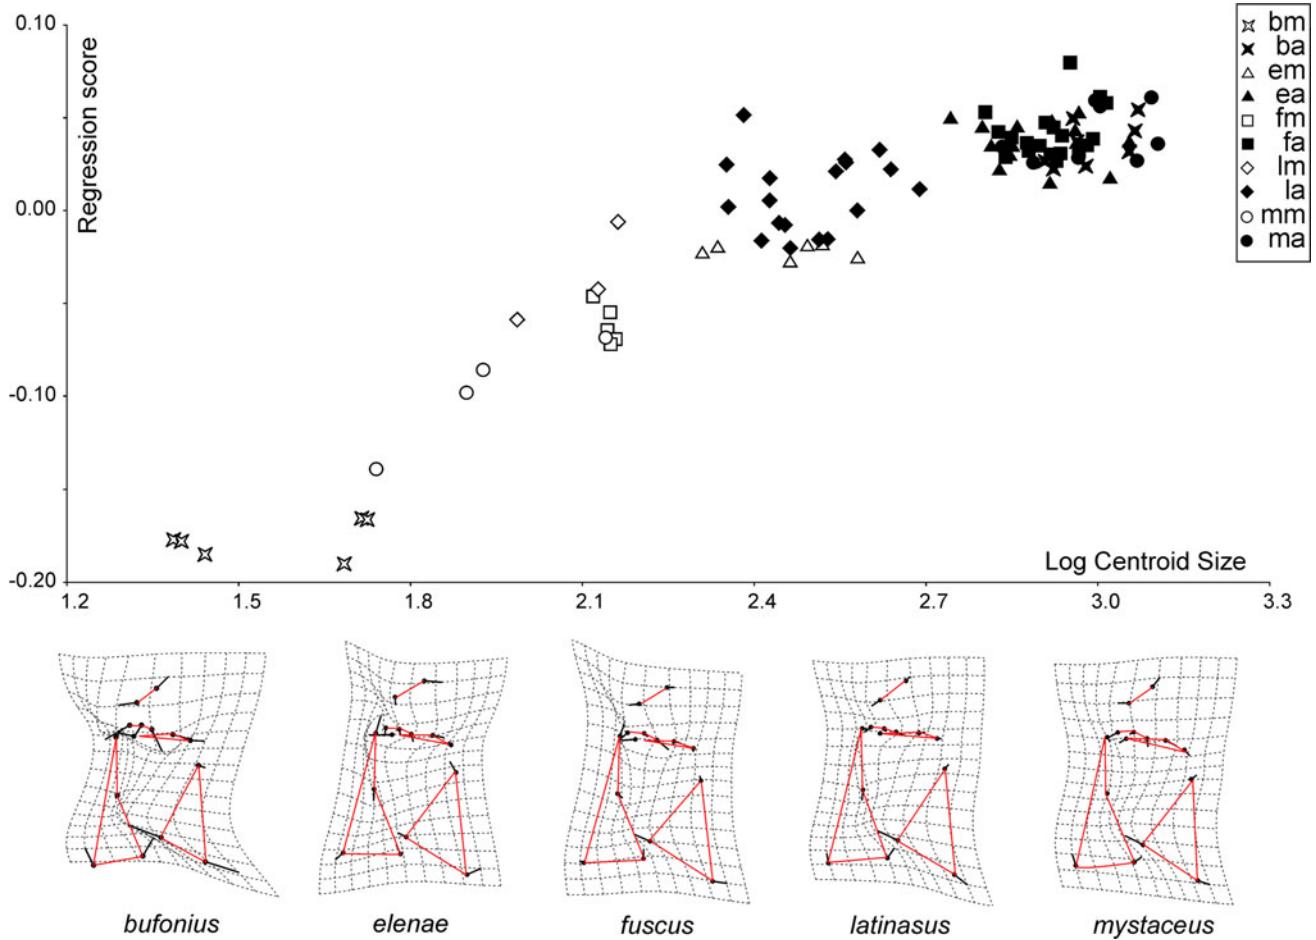 0.10
0.00
-0.10
-0.20
Regression score
bm
ba
em
ea
fm
fa
lm
la
mm
ma
Log Centroid Size
1.2 1.5 1.8 2.1 2.4 2.7 3.0 3.3
bufonius elenae fuscus latinasus mystaceus